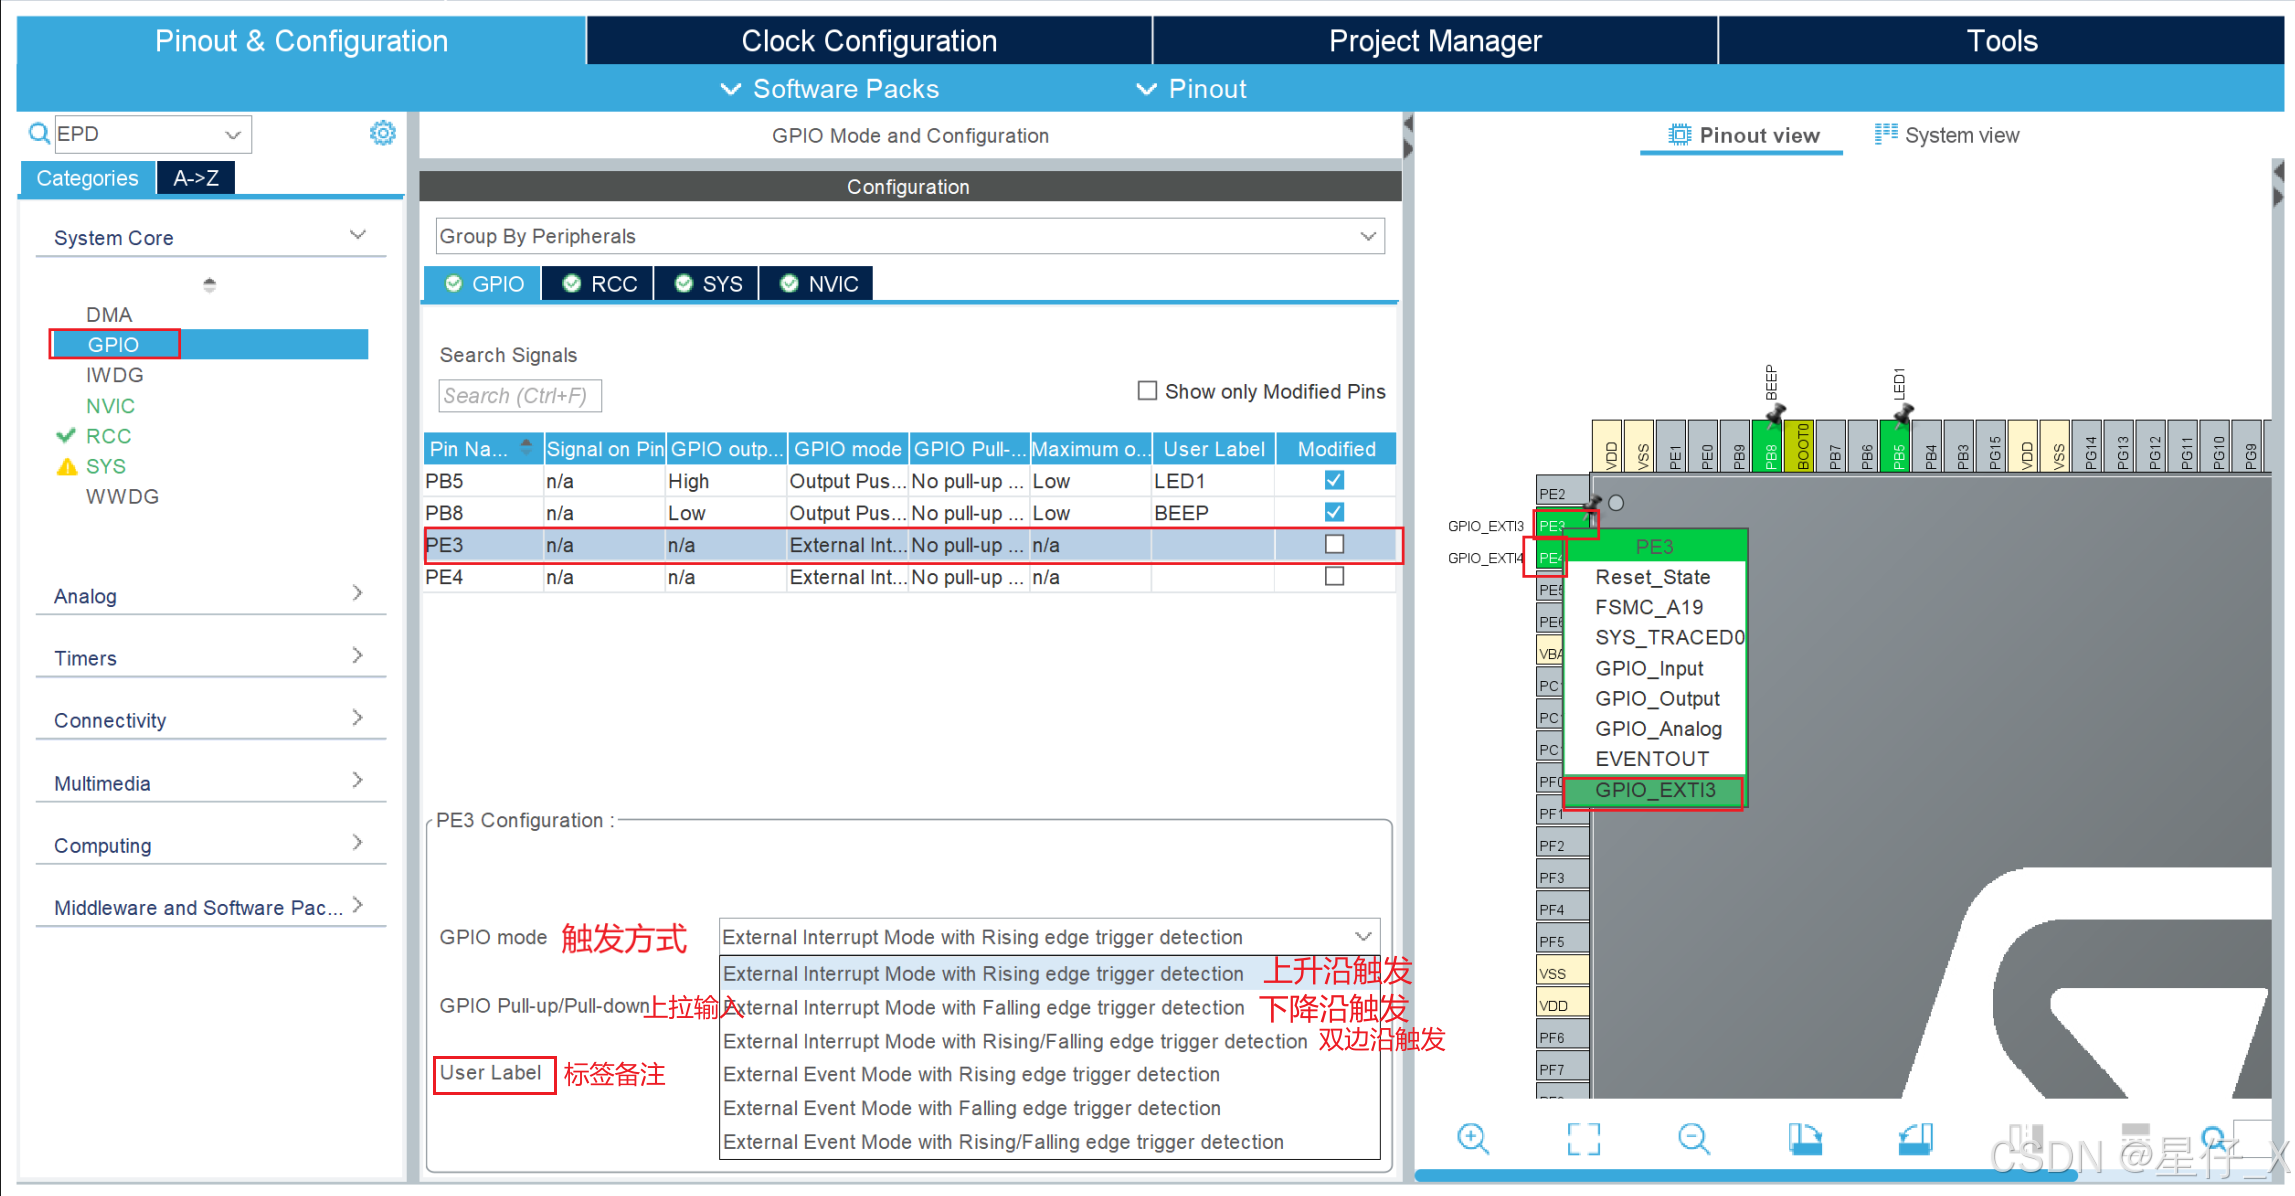 Pinout & Configuration
Clock Configuration
Project Manager
Tools
Software Packs
Pinout
EPD
Categories
A->Z
System Core
DMA
GPIO
IWDG
NVIC
RCC
SYS
WWDG
Analog
Timers
Connectivity
Multimedia
Computing
Middleware and Software Pac...
GPIO Mode and Configuration
Configuration
Group By Peripherals
GPIO
RCC
SYS
NVIC
Search Signals
Search (Ctrl+F)
Show only Modified Pins
Pin Na... Signal on Pin GPIO outp... GPIO mode GPIO Pull-... Maximum o... User Label Modified
PB5 n/a High Output Pus... No pull-up ... Low LED1
PB8 n/a Low Output Pus... No pull-up ... Low BEEP
PE3 n/a n/a External Int... No pull-up ... n/a
PE4 n/a n/a External Int... No pull-up ... n/a
PE3 Configuration :
GPIO mode 触发方式 External Interrupt Mode with Rising edge trigger detection
External Interrupt Mode with Rising edge trigger detection 上升沿触发
GPIO Pull-up/Pull-down 上拉输入 External Interrupt Mode with Falling edge trigger detection 下降沿触发
External Interrupt Mode with Rising/Falling edge trigger detection 双边沿触发
User Label 标签备注 External Event Mode with Rising edge trigger detection
External Event Mode with Falling edge trigger detection
External Event Mode with Rising/Falling edge trigger detection
Pinout view
System view
BEEP
LED1
VDD
VSS
PE1
PE0
PB9
PB8
BOOT0
PB7
PB6
PB5
PB4
PB3
PG15
VDD
VSS
PG14
PG13
PG12
PG11
PG10
PG9
PE2
GPIO_EXTI3 PE3
GPIO_EXTI4 PE4
PE5
PE6
VBA
PC
PC
PC
PF0
PF1
PF2
PF3
PF4
PF5
VSS
VDD
PF6
PF7
PE3
Reset_State
FSMC_A19
SYS_TRACED0
GPIO_Input
GPIO_Output
GPIO_Analog
EVENTOUT
GPIO_EXTI3
CSDN @星仔_X